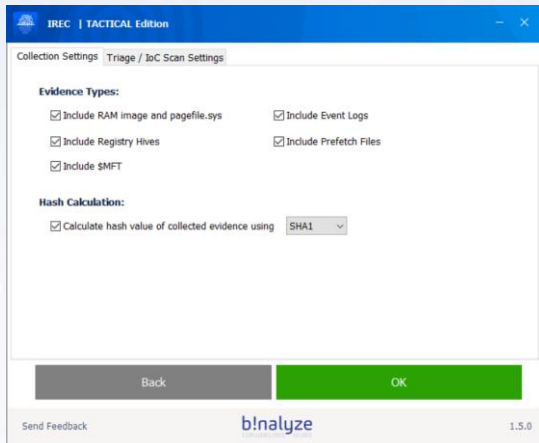 IREC | TACTICAL Edition
Collection Settings Triage / IoC Scan Settings
Evidence Types:
Include RAM image and pagefile.sys Include Event Logs
Include Registry Hives Include Prefetch Files
Include $MFT
Hash Calculation:
Calculate hash value of collected evidence using SHA1
Back OK
Send Feedback b!nalyze 1.5.0